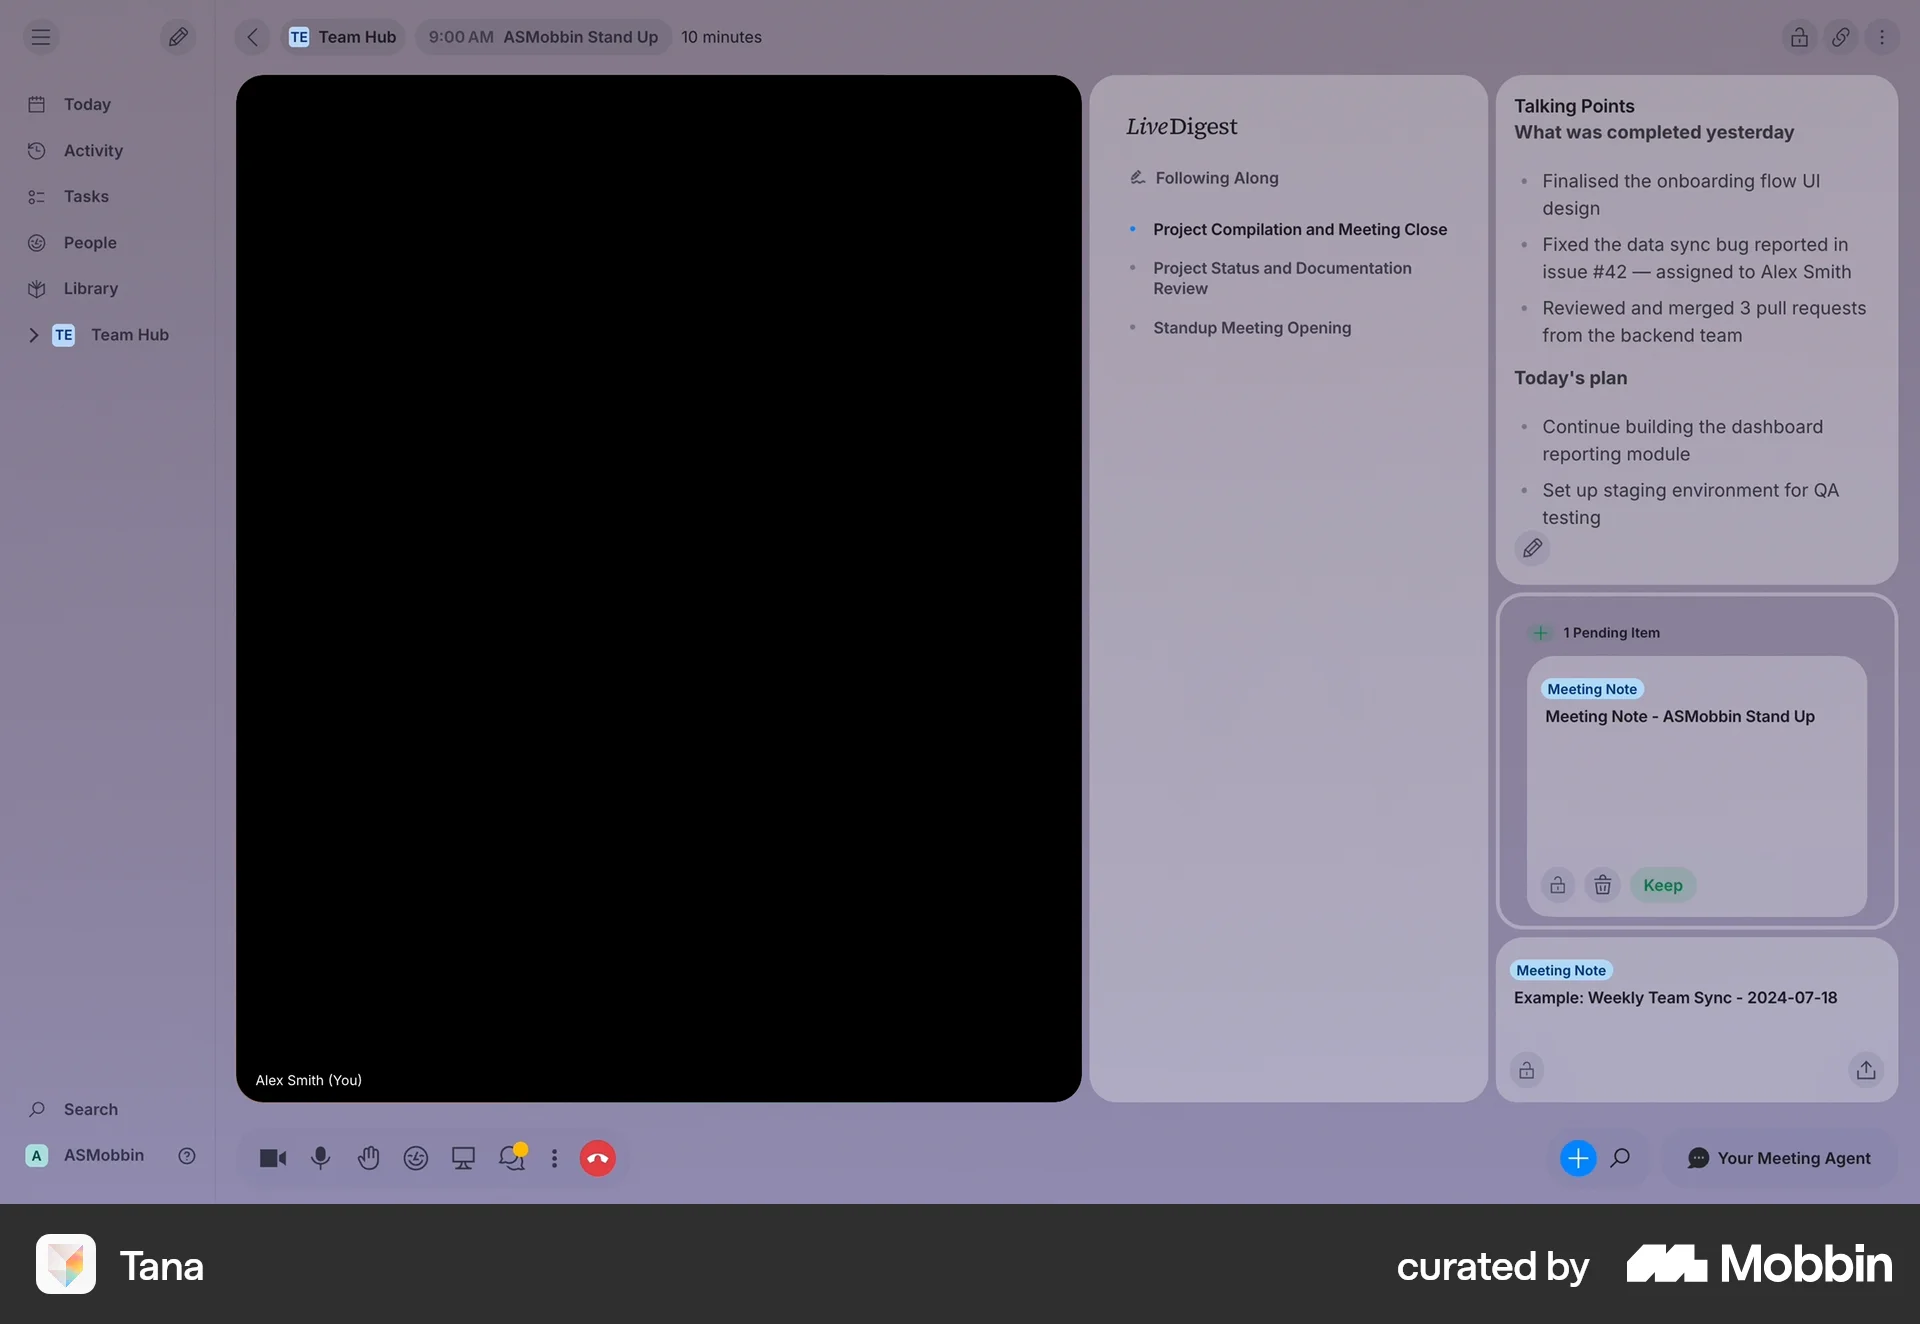 TE Team Hub 9:00 AM ASMobbin Stand Up 10 minutes
Today
Activity
Tasks
People
Library
TE Team Hub
Search
A ASMobbin
Alex Smith (You)
LiveDigest
Following Along
Project Compilation and Meeting Close
Project Status and Documentation
Review
Standup Meeting Opening
Talking Points
What was completed yesterday
Finalised the onboarding flow UI
design
Fixed the data sync bug reported in
issue #42 — assigned to Alex Smith
Reviewed and merged 3 pull requests
from the backend team
Today's plan
Continue building the dashboard
reporting module
Set up staging environment for QA
testing
1 Pending Item
Meeting Note
Meeting Note - ASMobbin Stand Up
Keep
Meeting Note
Example: Weekly Team Sync - 2024-07-18
Your Meeting Agent
Tana
curated by Mobbin